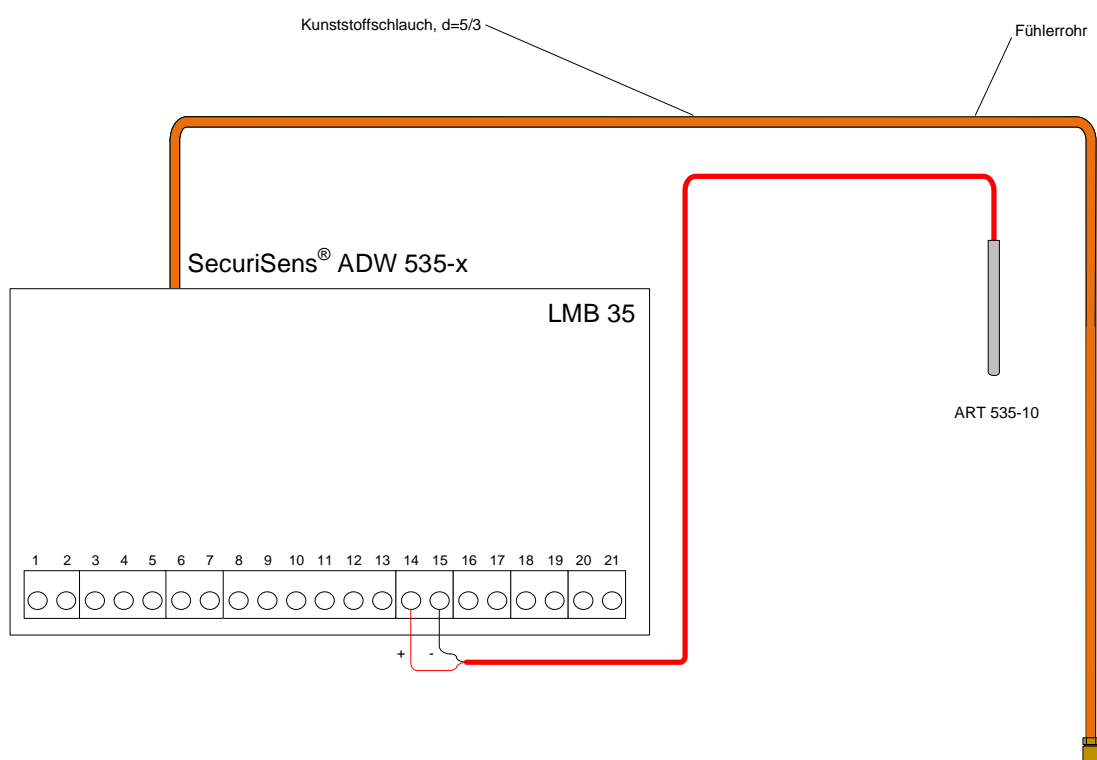 Kunststoffschlauch, d=5/3
Fühlerrohr
SecuriSens® ADW 535-x
LMB 35
ART 535-10
1 2 3 4 5 6 7 8 9 10 11 12 13 14 15 16 17 18 19 20 21
+ -